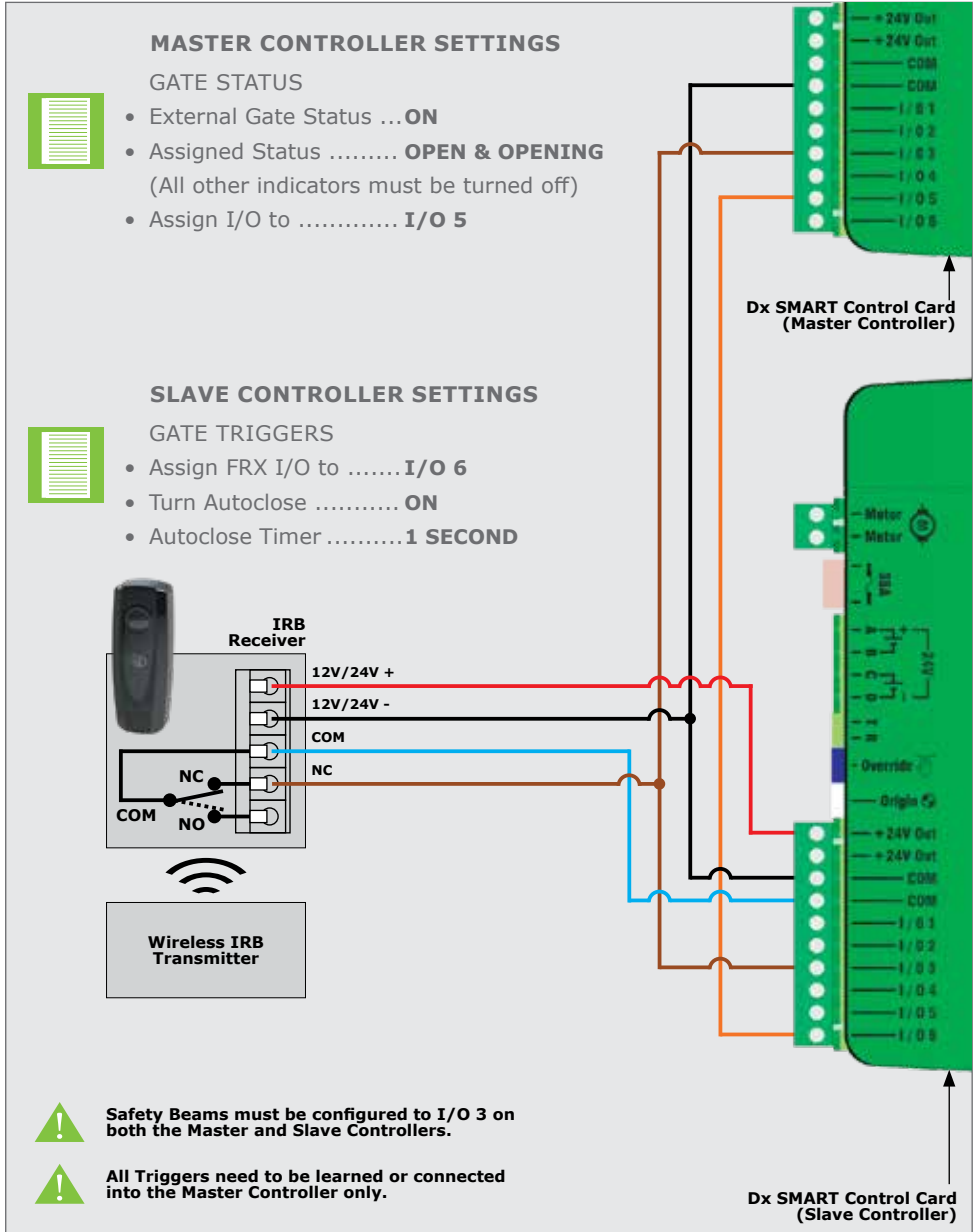 +24V Out
+24V Out
COM
COM
I/O 1
I/O 2
I/O 3
I/O 4
I/O 5
I/O 6
MASTER CONTROLLER SETTINGS
GATE STATUS
• External Gate Status ...ON
• Assigned Status ......... OPEN & OPENING
(All other indicators must be turned off)
• Assign I/O to ............. I/O 5
Dx SMART Control Card
(Master Controller)
SLAVE CONTROLLER SETTINGS
GATE TRIGGERS
• Assign FRX I/O to .......I/O 6
• Turn Autoclose ........... ON
• Autoclose Timer ..........1 SECOND
Motor
Motor
M
A
B
C
D
24V
+
-
Override
Origin
+24V Out
+24V Out
COM
COM
I/O 1
I/O 2
I/O 3
I/O 4
I/O 5
I/O 6
IRB
Receiver
12V/24V +
12V/24V -
COM
NC
NC
COM
NO
Wireless IRB
Transmitter
Safety Beams must be configured to I/O 3 on
both the Master and Slave Controllers.
All Triggers need to be learned or connected
into the Master Controller only.
Dx SMART Control Card
(Slave Controller)